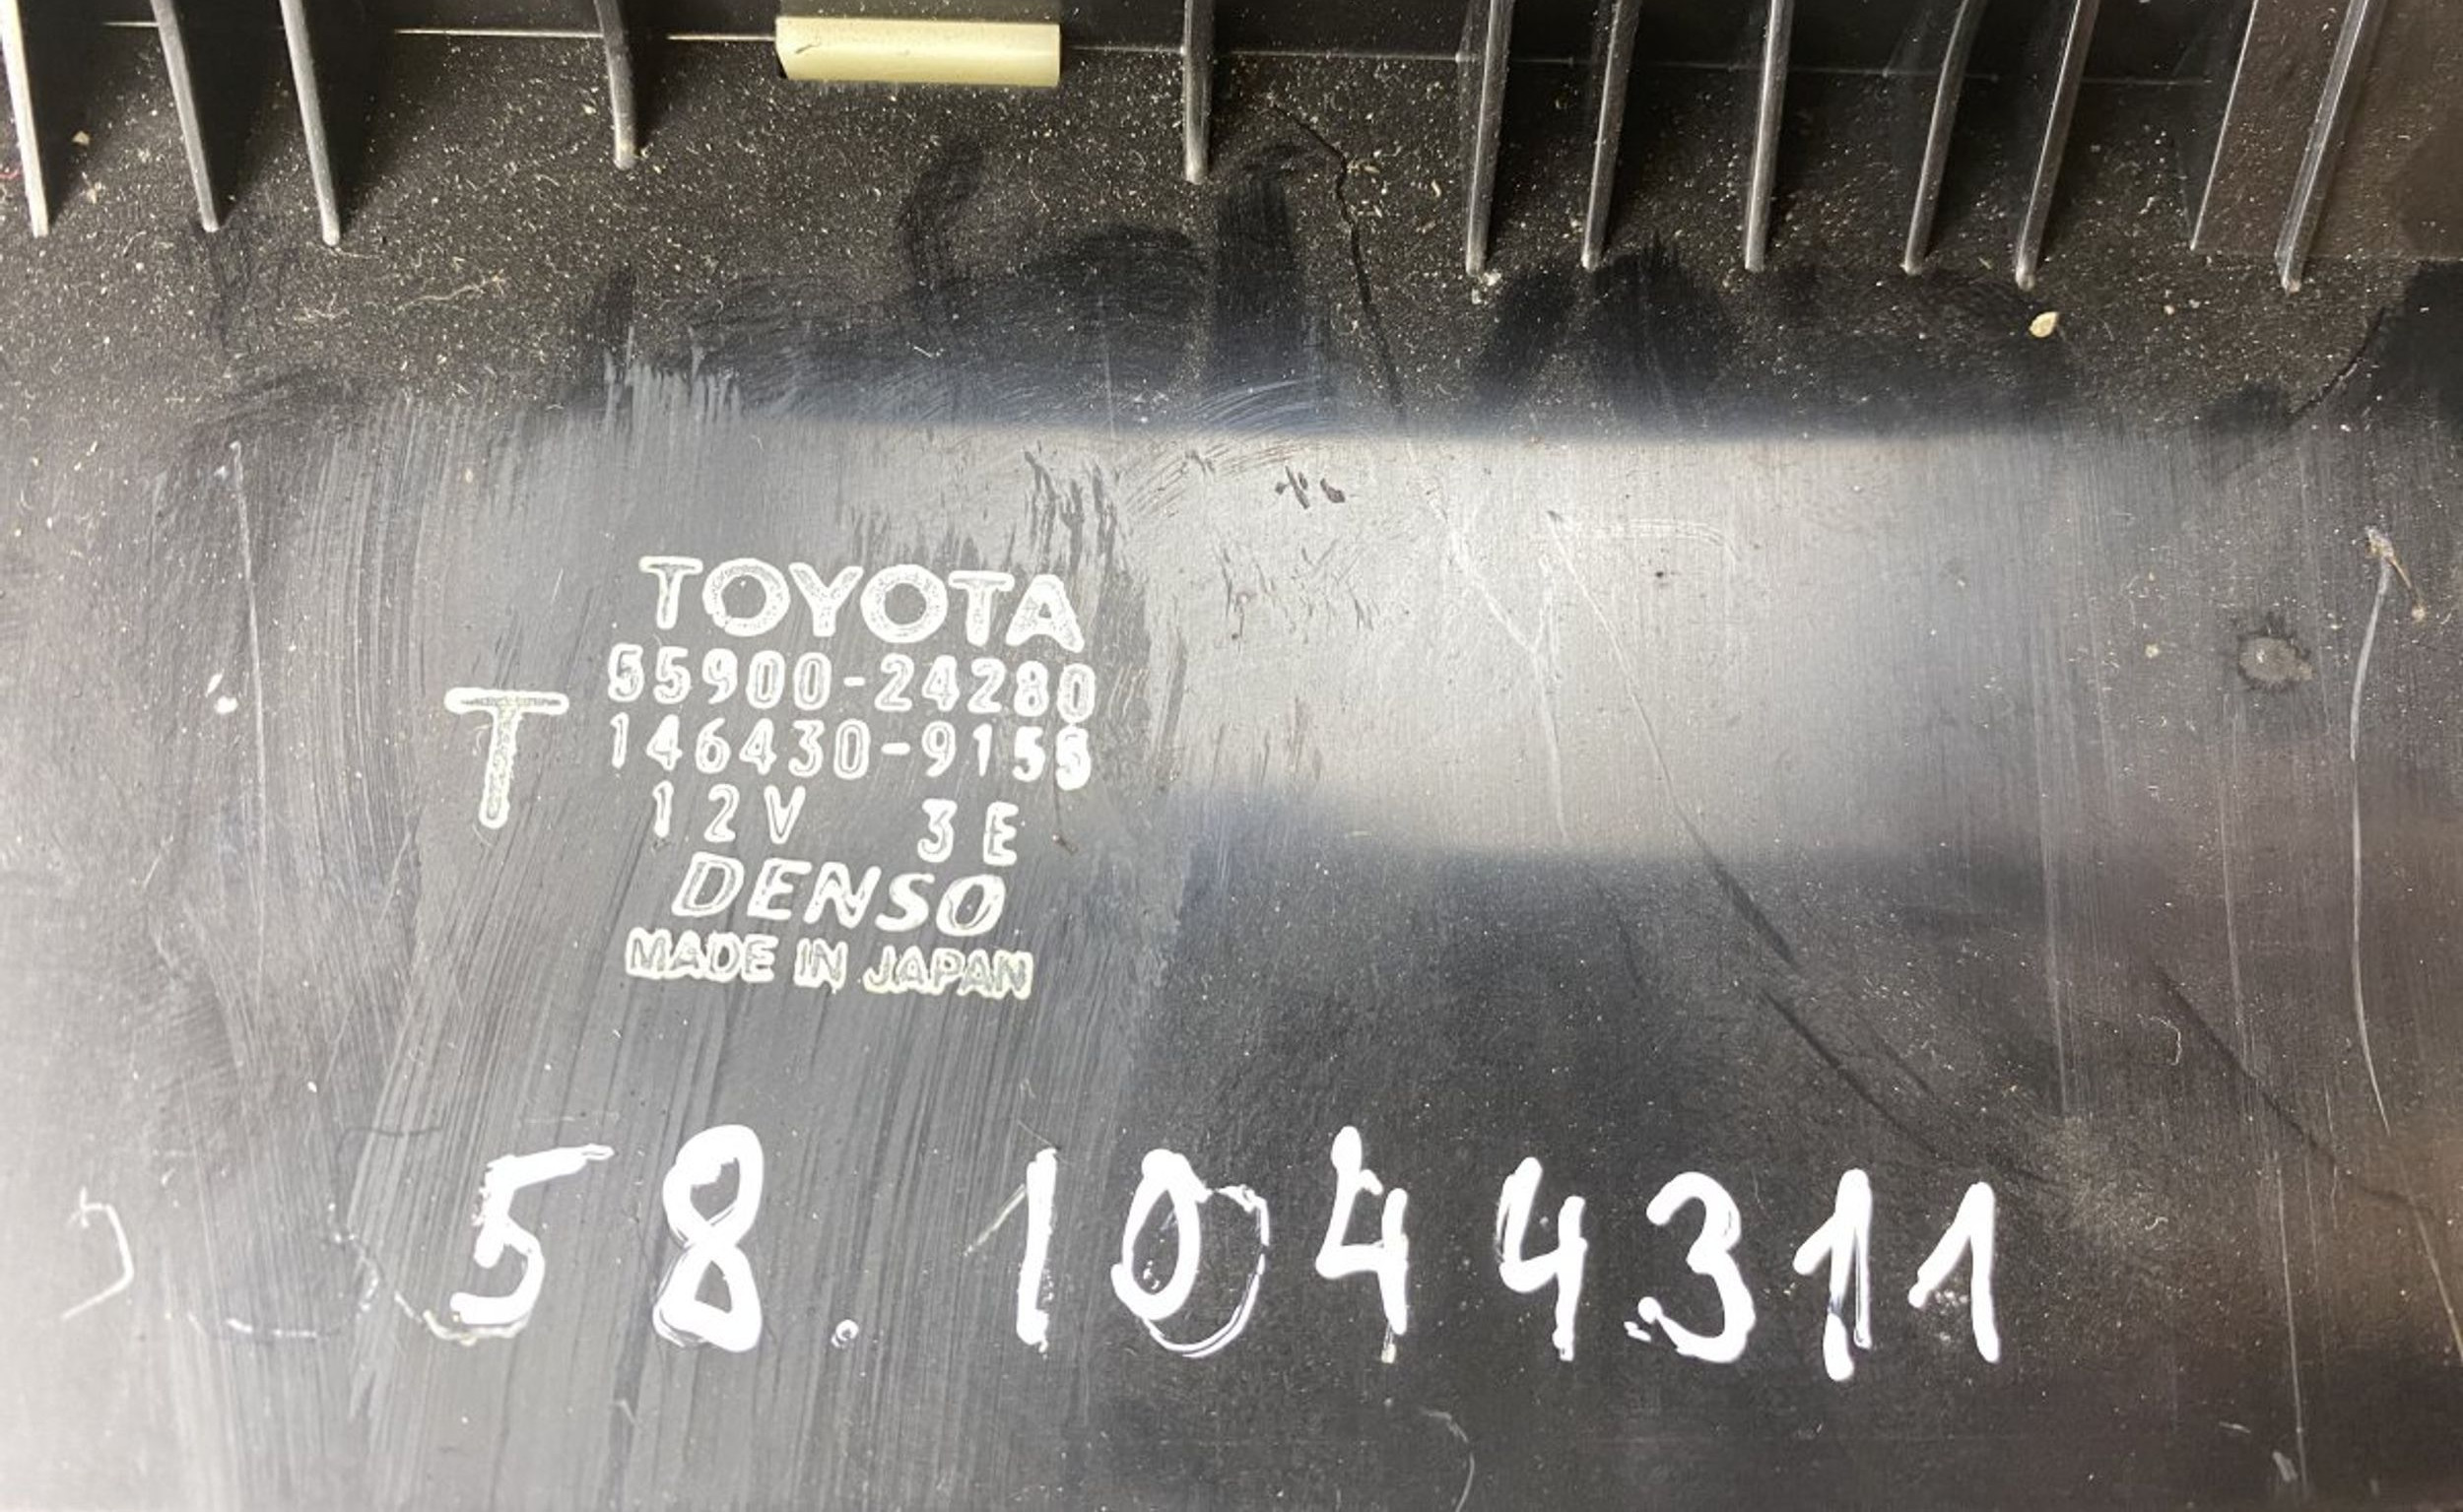 TOYOTA
55900-24280
T
146430-9155
12V 3E
DENSO
MADE IN JAPAN
58.1044311